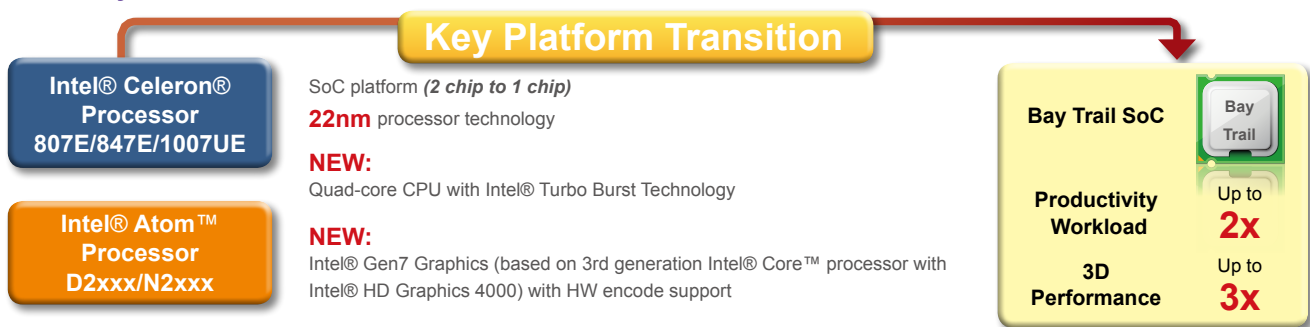 Key Platform Transition
Intel® Celeron®
Processor
807E/847E/1007UE
Intel® Atom™
Processor
D2xxx/N2xxx
SoC platform (2 chip to 1 chip)
22nm processor technology
NEW:
Quad-core CPU with Intel® Turbo Burst Technology
NEW:
Intel® Gen7 Graphics (based on 3rd generation Intel® Core™ processor with
Intel® HD Graphics 4000) with HW encode support
Bay Trail SoC
Bay
Trail
Productivity
Workload
Up to
2x
3D
Performance
Up to
3x